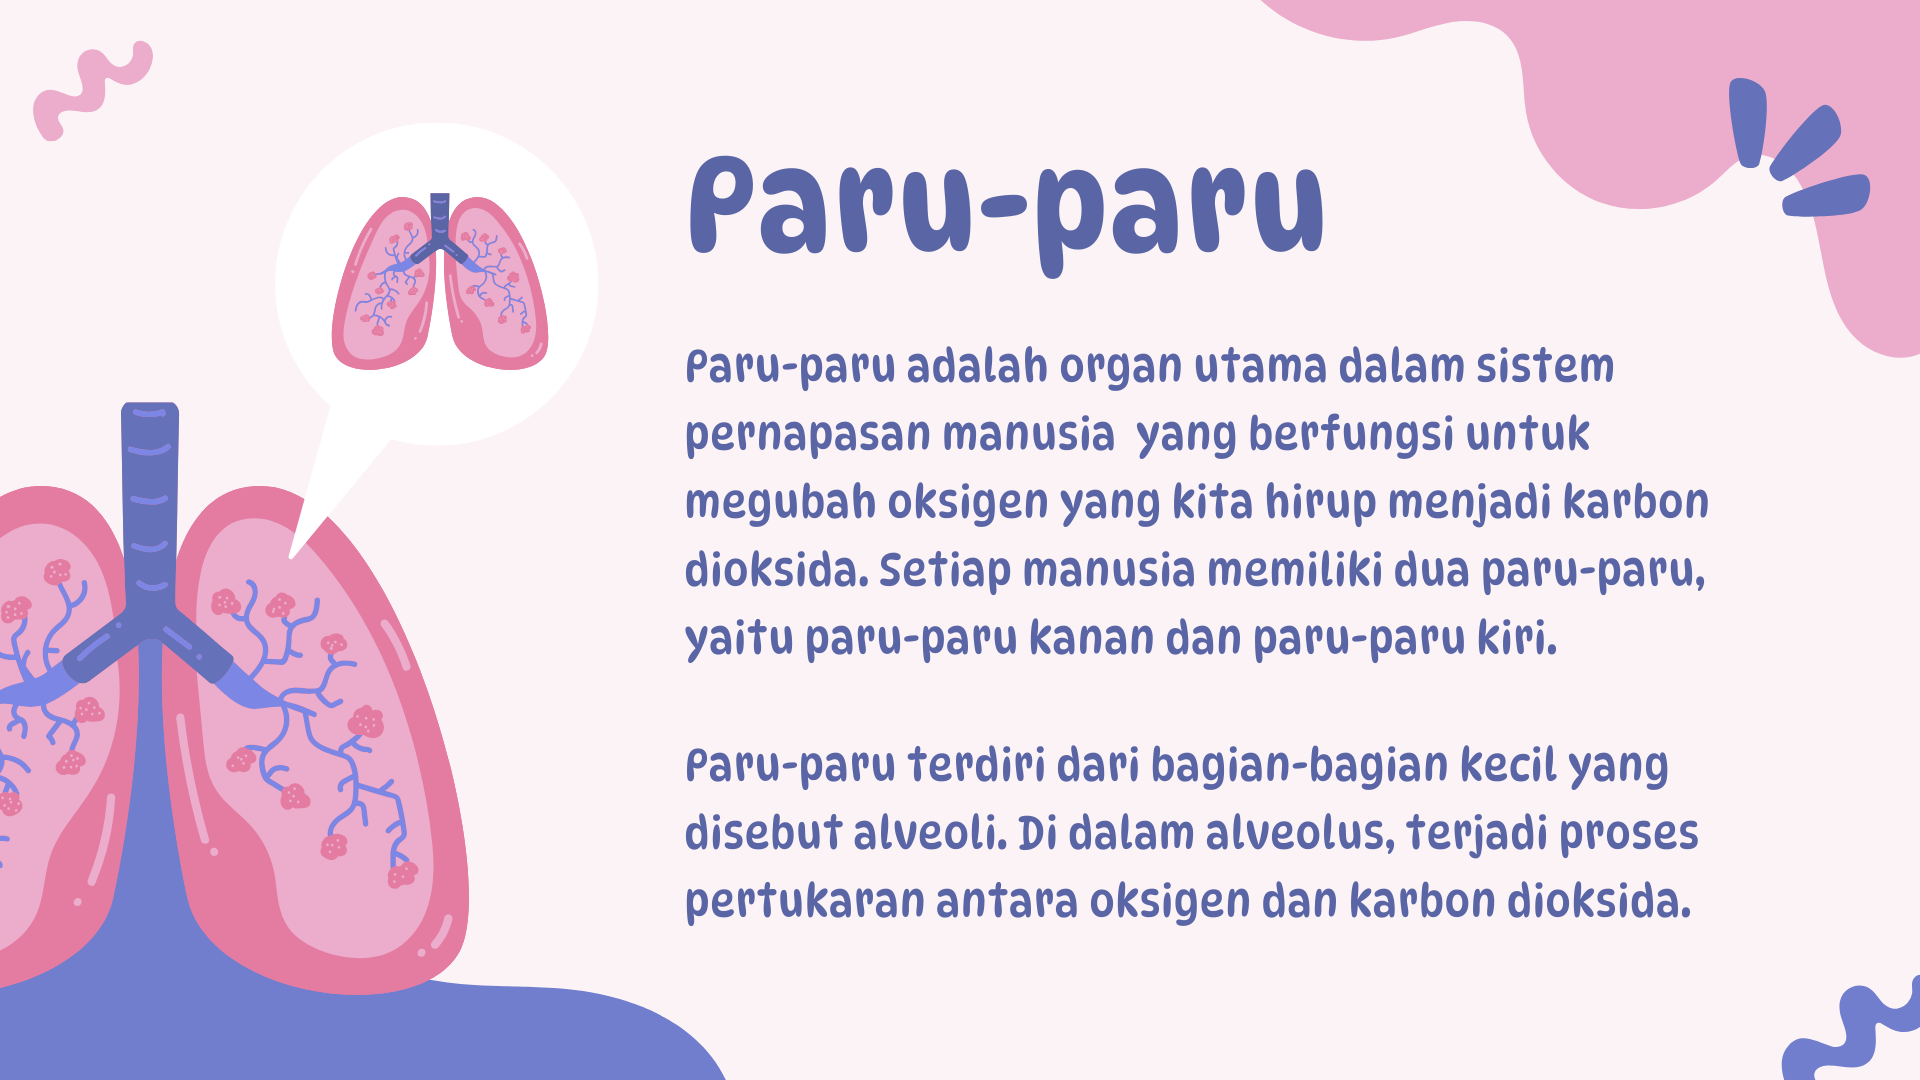 Paru-paru
Paru-paru adalah organ utama dalam sistem
pernapasan manusia  yang berfungsi untuk
megubah oksigen yang kita hirup menjadi karbon
dioksida. Setiap manusia memiliki dua paru-paru,
yaitu paru-paru kanan dan paru-paru kiri.
Paru-paru terdiri dari bagian-bagian kecil yang
disebut alveoli. Di dalam alveolus, terjadi proses
pertukaran antara oksigen dan karbon dioksida.